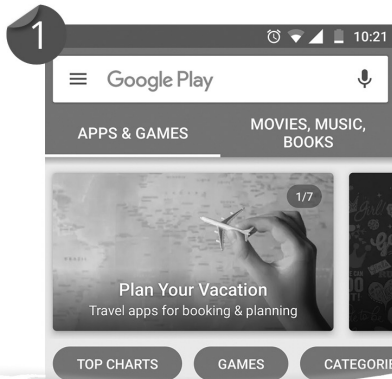 1
10:21
Google Play
APPS & GAMES
MOVIES, MUSIC,
BOOKS
1/7
Plan Your Vacation
Travel apps for booking & planning
TOP CHARTS
GAMES
CATEGORI